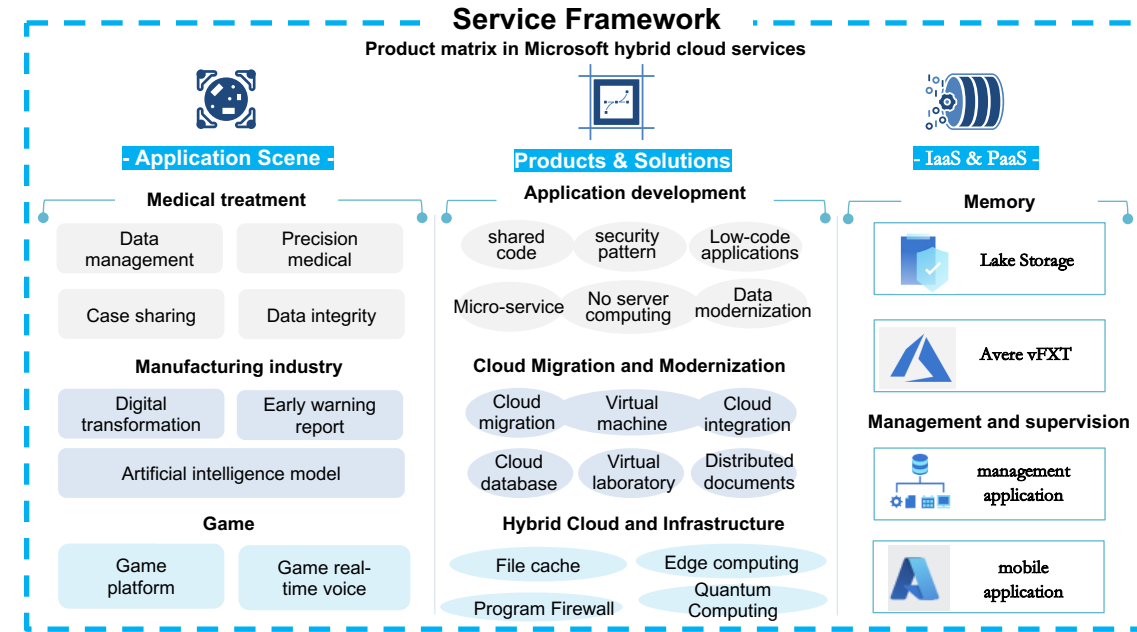 Service Framework
Product matrix in Microsoft hybrid cloud services
- Application Scene -
Medical treatment
Data
management
Precision
medical
Case sharing
Data integrity
Manufacturing industry
Digital
transformation
Early warning
report
Artificial intelligence model
Game
Game
platform
Game real-
time voice
Products & Solutions
Application development
shared
code
security
pattern
Low-code
applications
Micro-service
No server
computing
Data
modernization
Cloud Migration and Modernization
Cloud
migration
Virtual
machine
Cloud
integration
Cloud
database
Virtual
laboratory
Distributed
documents
Hybrid Cloud and Infrastructure
File cache
Edge computing
Program Firewall
Quantum
Computing
- IaaS & PaaS -
Memory
Lake Storage
Avere vFXT
Management and supervision
management
application
mobile
application